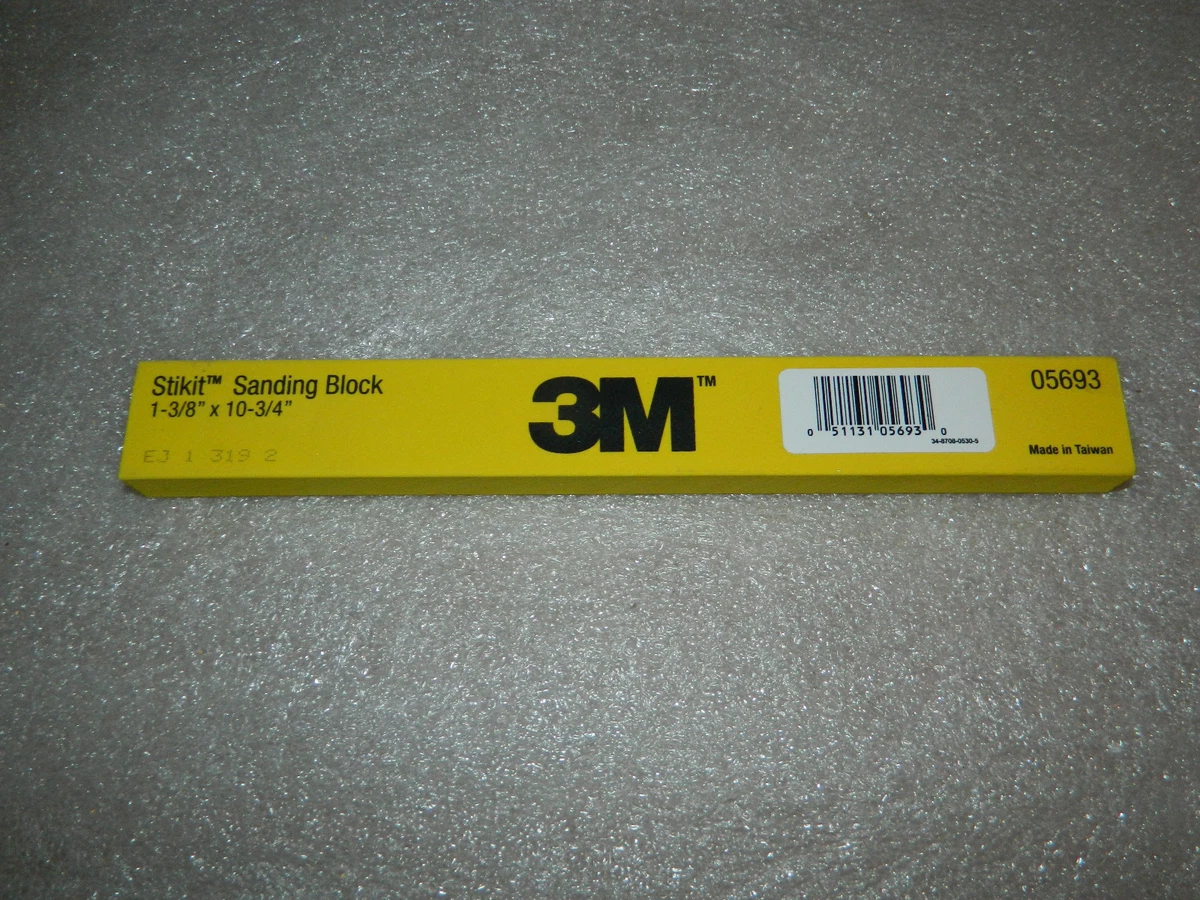 Stikit™ Sanding Block
1-3/8” x 10-3/4”
EJ 1 319 2
3M™
0 51131 05693 0
34-8708-0530-5
05693
Made in Taiwan